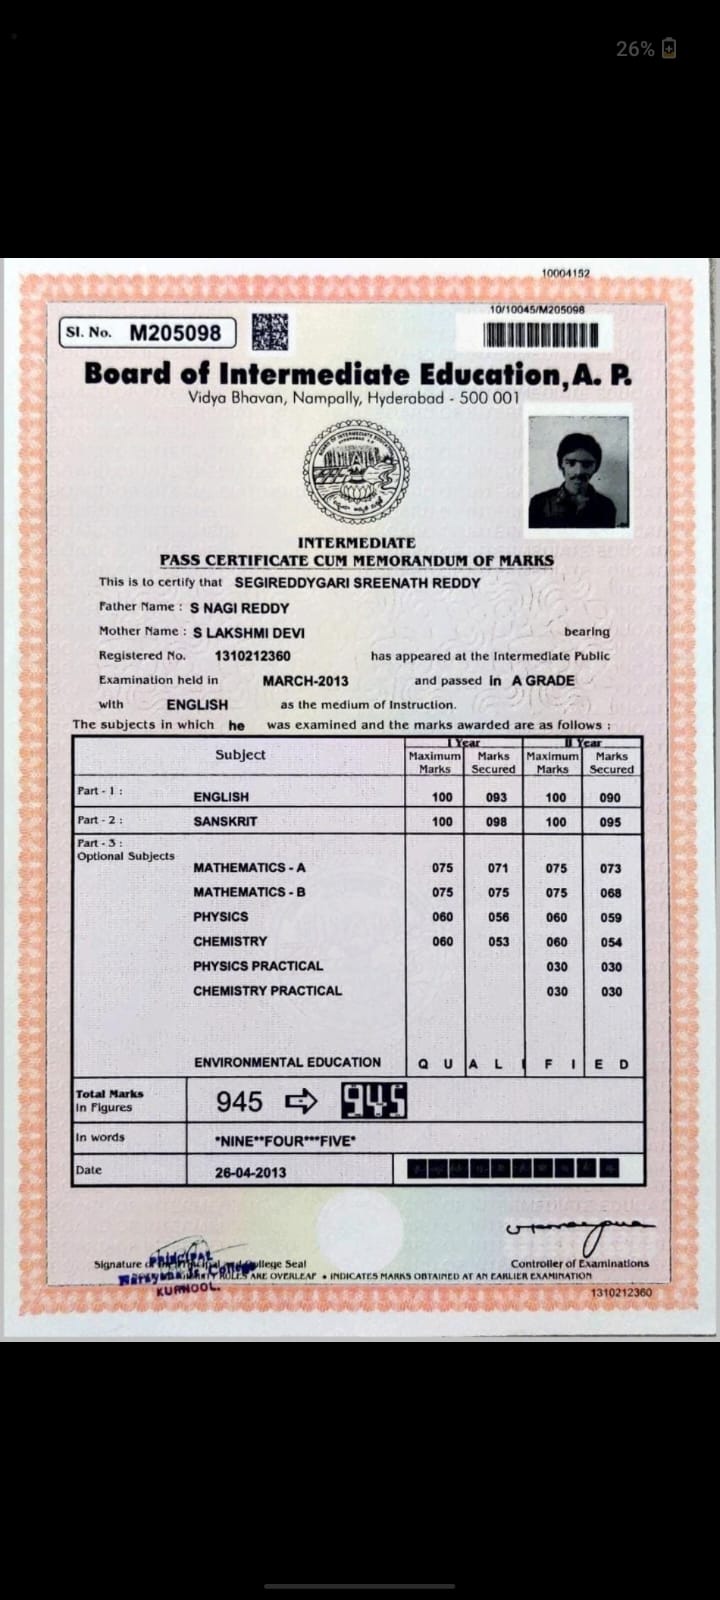 26%
10004152
10/10045/M205098
Sl. No. M205098
Board of Intermediate Education, A. P.
Vidya Bhavan, Nampally, Hyderabad - 500 001
INTERMEDIATE
PASS CERTIFICATE CUM MEMORANDUM OF MARKS
This is to certify that SEGIREDDYGARI SREENATH REDDY
Father Name : S NAGI REDDY
Mother Name : S LAKSHMI DEVI bearing
Registered No. 1310212360 has appeared at the Intermediate Public
Examination held in MARCH-2013 and passed in A GRADE
with ENGLISH as the medium of Instruction.
The subjects in which he was examined and the marks awarded are as follows :
Subject I Year II Year
Maximum Marks Marks Secured Maximum Marks Marks Secured
Part - 1 : ENGLISH 100 093 100 090
Part - 2 : SANSKRIT 100 098 100 095
Part - 3 :
Optional Subjects
MATHEMATICS - A 075 071 075 073
MATHEMATICS - B 075 075 075 068
PHYSICS 060 056 060 059
CHEMISTRY 060 053 060 054
PHYSICS PRACTICAL 030 030
CHEMISTRY PRACTICAL 030 030
ENVIRONMENTAL EDUCATION Q U A L I F I E D
Total Marks
In Figures 945 945
In words *NINE**FOUR***FIVE*
Date 26-04-2013
PRINCIPAL
Signature of College Seal Controller of Examinations
Jr. College
RULES ARE OVERLEAF * INDICATES MARKS OBTAINED AT AN EARLIER EXAMINATION
KURNOOL.
1310212360